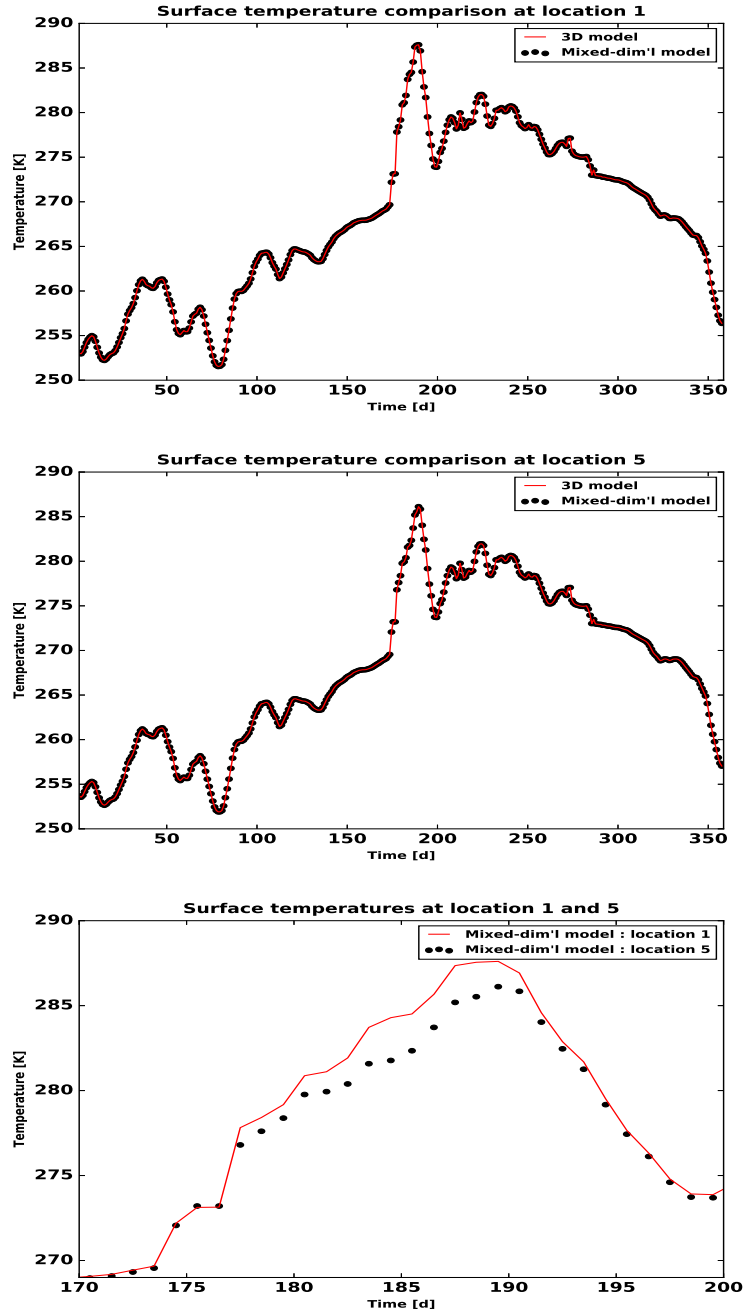 Surface temperature comparison at location 1
3D model
Mixed-dim'l model
290
285
280
275
270
265
260
255
250
Temperature [K]
50 100 150 200 250 300 350
Time [d]
Surface temperature comparison at location 5
3D model
Mixed-dim'l model
290
285
280
275
270
265
260
255
250
Temperature [K]
50 100 150 200 250 300 350
Time [d]
Surface temperatures at location 1 and 5
Mixed-dim'l model : location 1
Mixed-dim'l model : location 5
290
285
280
275
270
Temperature [K]
170 175 180 185 190 195 200
Time [d]